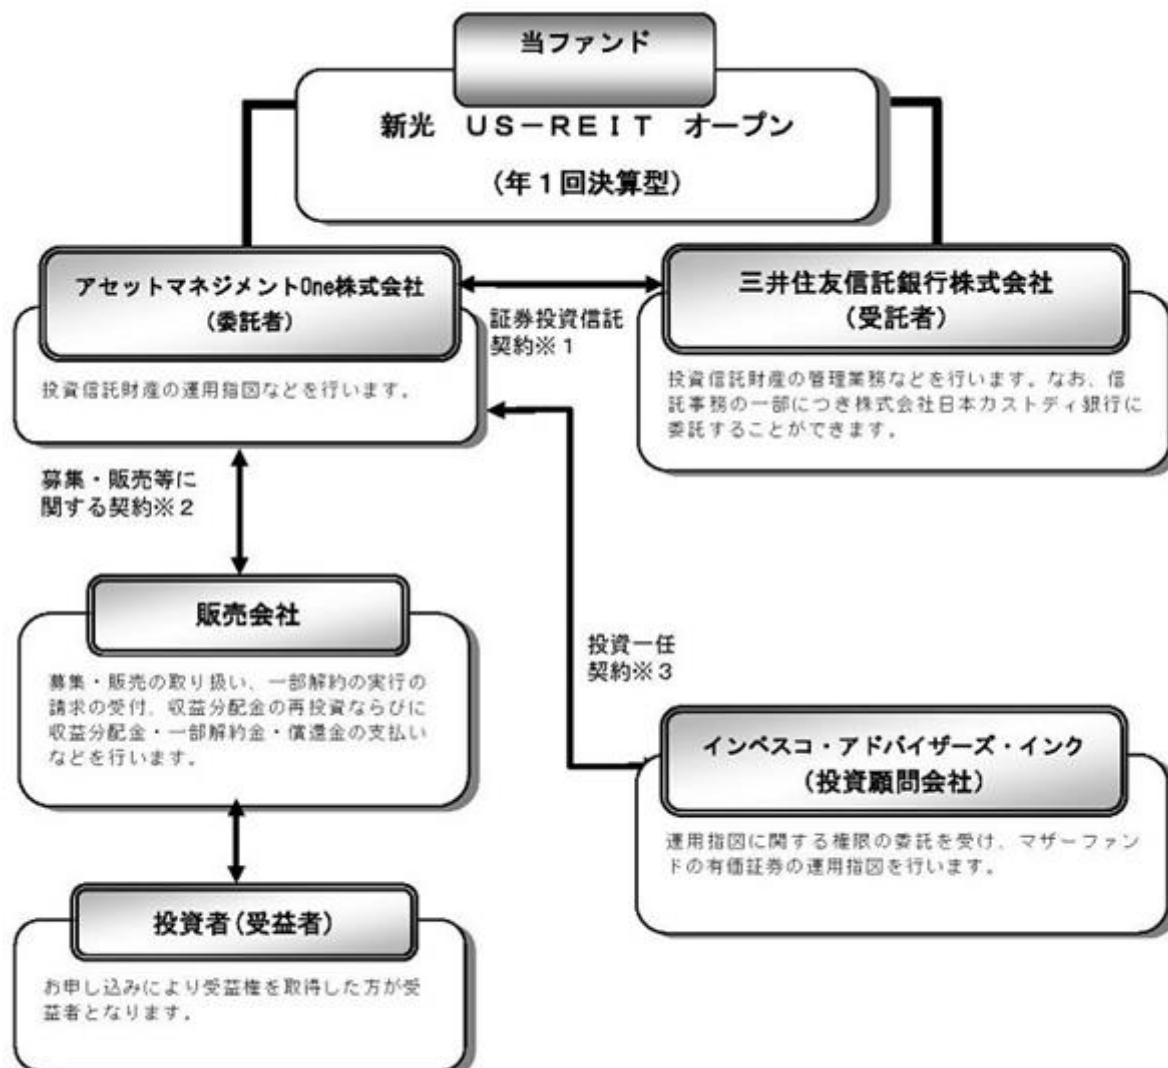 当ファンド
新光　ＵＳ－ＲＥＩＴ　オープン
（年１回決算型）
アセットマネジメントOne株式会社
（委託者）
投資信託財産の運用指図などを行います。
証券投資信託
契約※１
三井住友信託銀行株式会社
（受託者）
投資信託財産の管理業務などを行います。なお、信
託事務の一部につき株式会社日本カストディ銀行に
委託することができます。
募集・販売等に
関する契約※２
販売会社
募集・販売の取り扱い、一部解約の実行の
請求の受付、収益分配金の再投資ならびに
収益分配金・一部解約金・償還金の支払い
などを行います。
投資一任
契約※３
インベスコ・アドバイザーズ・インク
（投資顧問会社）
運用指図に関する権限の委託を受け、マザーファン
ドの有価証券の運用指図を行います。
投資者（受益者）
お申し込みにより受益権を取得した方が受
益者となります。